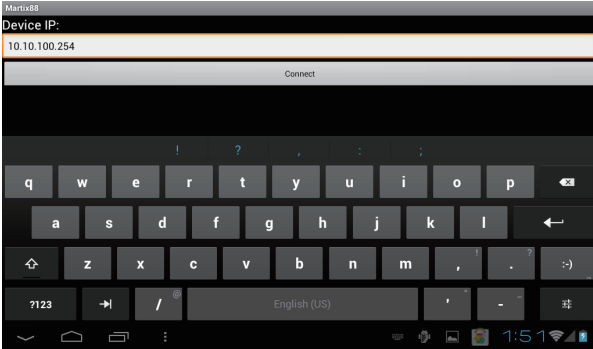 Martix88
Device IP:
10.10.100.254
Connect
! ? , : ;
q w e r t y u i o p
a s d f g h j k l
z x c v b n m , ! . ? :-)
?123 / @ English (US) ' " - _
1:51